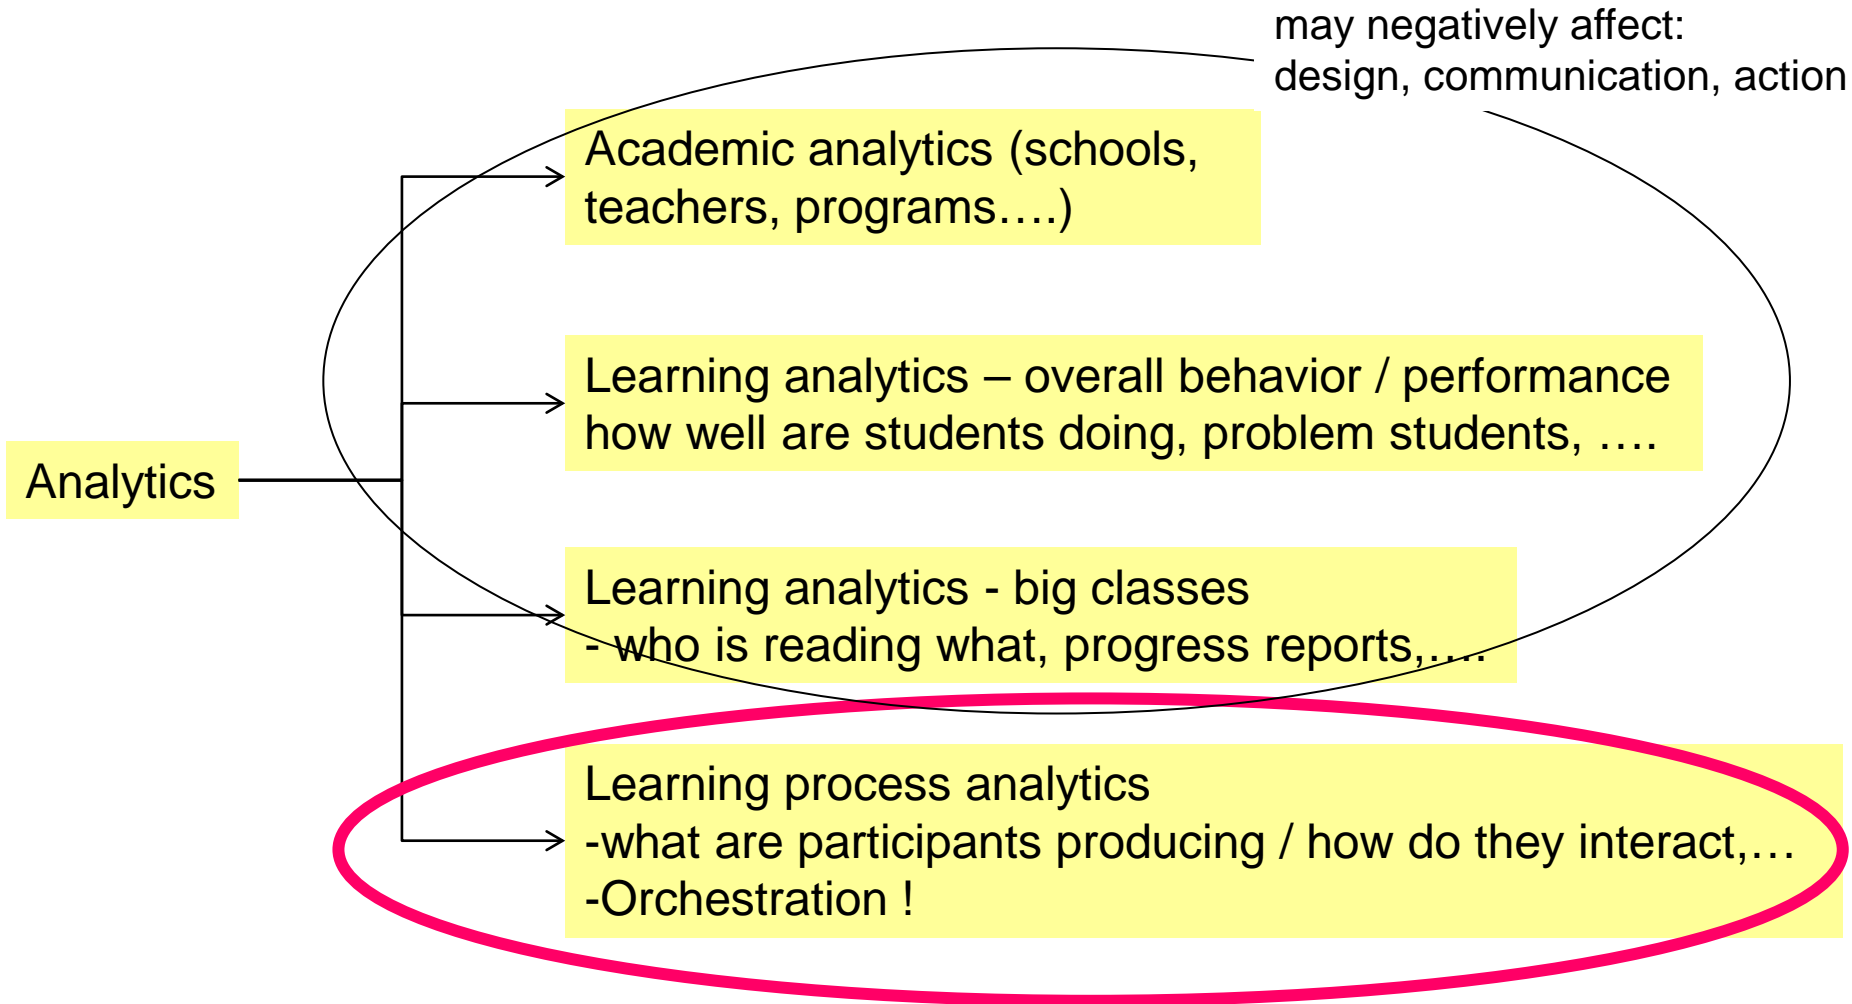 may negatively affect:
design, communication, action
Academic analytics (schools,
teachers, programs….)
Learning analytics – overall behavior / performance
how well are students doing, problem students, ….
Analytics
Learning analytics - big classes
- who is reading what, progress reports,….
Learning process analytics
-what are participants producing / how do they interact,…
-Orchestration !